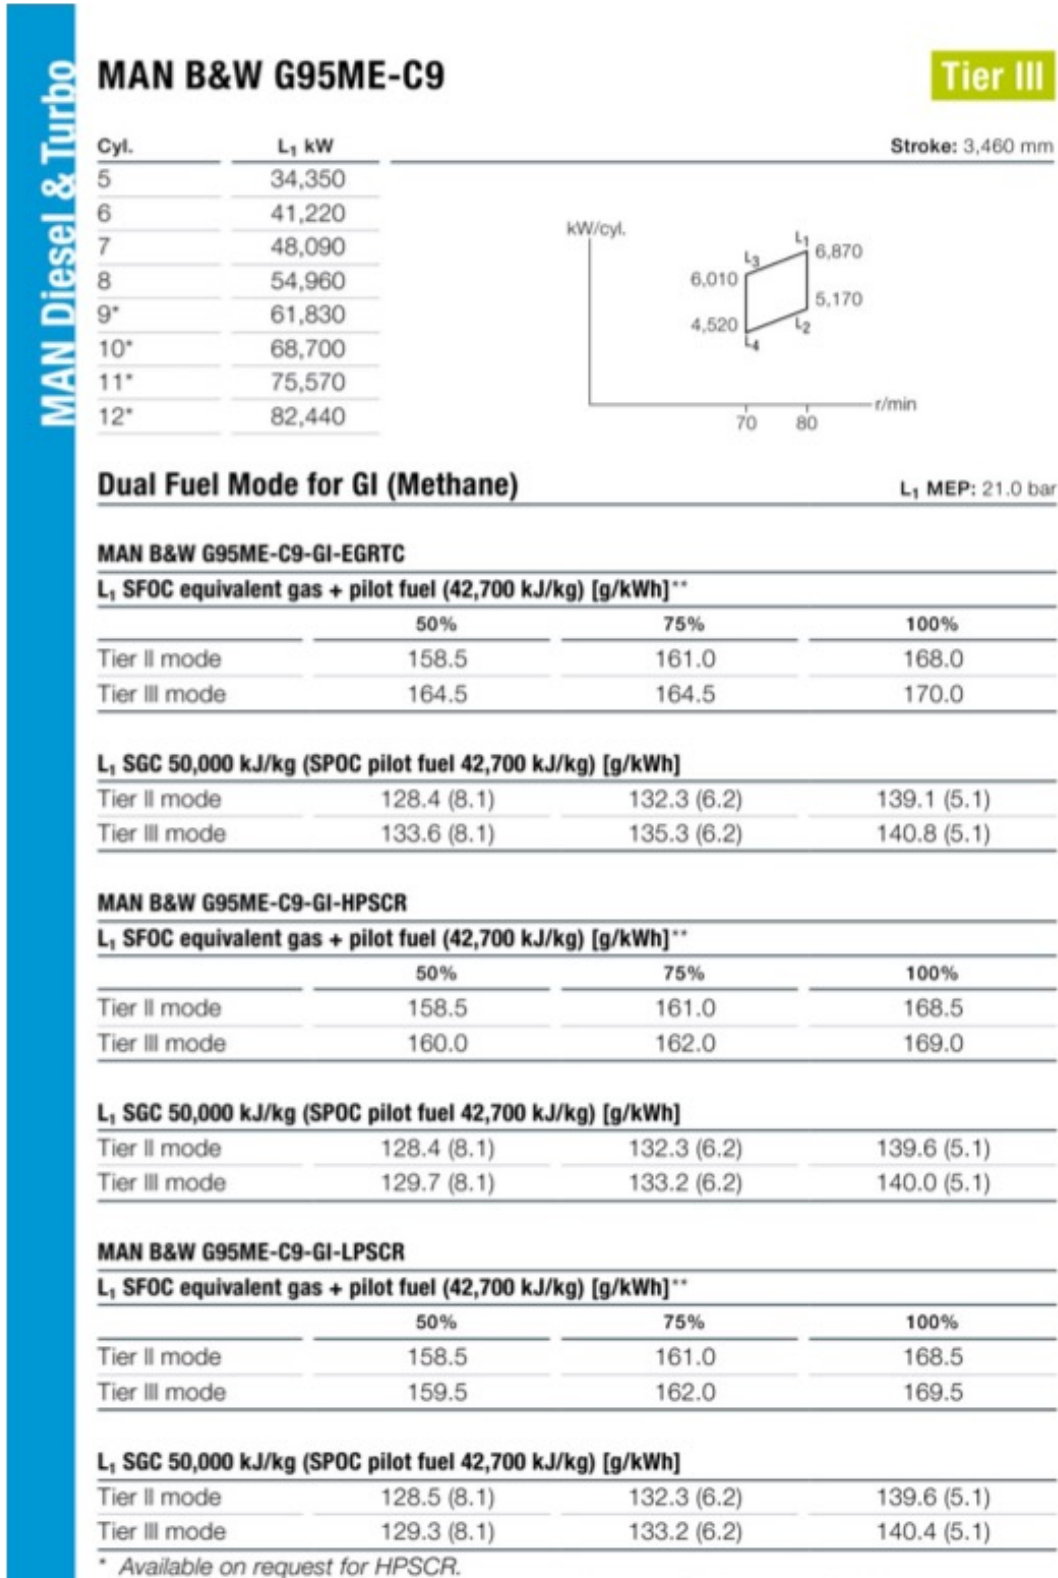 MAN Diesel & Turbo
MAN B&W G95ME-C9
Tier III
Cyl. L₁ kW
Stroke: 3,460 mm
5 34,350
6 41,220
7 48,090
8 54,960
9* 61,830
10* 68,700
11* 75,570
12* 82,440
kW/cyl.
L₁ 6,870
L₃
6,010
5,170
4,520
L₂
L₄
r/min
70 80
Dual Fuel Mode for GI (Methane)
L₁ MEP: 21.0 bar
MAN B&W G95ME-C9-GI-EGRTC
L₁ SFOC equivalent gas + pilot fuel (42,700 kJ/kg) [g/kWh]**
50% 75% 100%
Tier II mode 158.5 161.0 168.0
Tier III mode 164.5 164.5 170.0
L₁ SGC 50,000 kJ/kg (SPOC pilot fuel 42,700 kJ/kg) [g/kWh]
Tier II mode 128.4 (8.1) 132.3 (6.2) 139.1 (5.1)
Tier III mode 133.6 (8.1) 135.3 (6.2) 140.8 (5.1)
MAN B&W G95ME-C9-GI-HPSCR
L₁ SFOC equivalent gas + pilot fuel (42,700 kJ/kg) [g/kWh]**
50% 75% 100%
Tier II mode 158.5 161.0 168.5
Tier III mode 160.0 162.0 169.0
L₁ SGC 50,000 kJ/kg (SPOC pilot fuel 42,700 kJ/kg) [g/kWh]
Tier II mode 128.4 (8.1) 132.3 (6.2) 139.6 (5.1)
Tier III mode 129.7 (8.1) 133.2 (6.2) 140.0 (5.1)
MAN B&W G95ME-C9-GI-LPSCR
L₁ SFOC equivalent gas + pilot fuel (42,700 kJ/kg) [g/kWh]**
50% 75% 100%
Tier II mode 158.5 161.0 168.5
Tier III mode 159.5 162.0 169.5
L₁ SGC 50,000 kJ/kg (SPOC pilot fuel 42,700 kJ/kg) [g/kWh]
Tier II mode 128.5 (8.1) 132.3 (6.2) 139.6 (5.1)
Tier III mode 129.3 (8.1) 133.2 (6.2) 140.4 (5.1)
* Available on request for HPSCR.